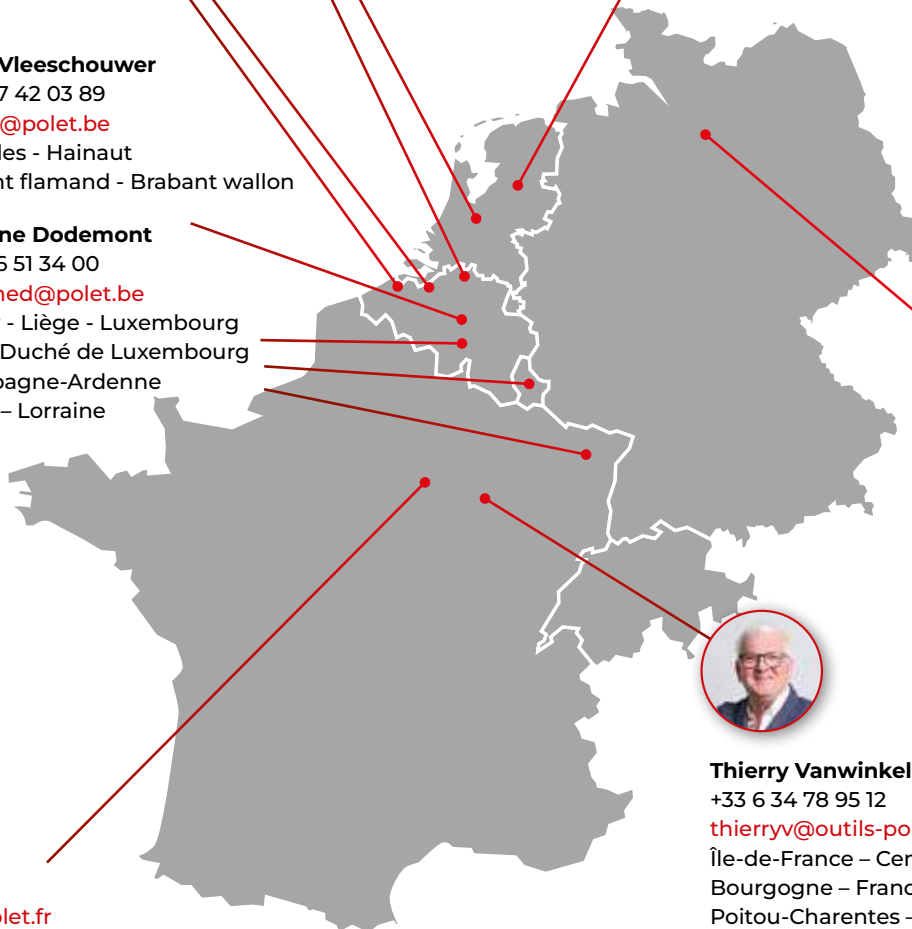 Vleeschouwer
7 42 03 89
@polet.be
les - Hainaut
nt flamand - Brabant wallon
ne Dodemont
6 51 34 00
ned@polet.be
- Liège - Luxembourg
Duché de Luxembourg
pagne-Ardenne
– Lorraine
Thierry Vanwinkel
+33 6 34 78 95 12
thierryv@outils-po
Île-de-France – Cen
Bourgogne – Franc
Poitou-Charentes –
olet.fr